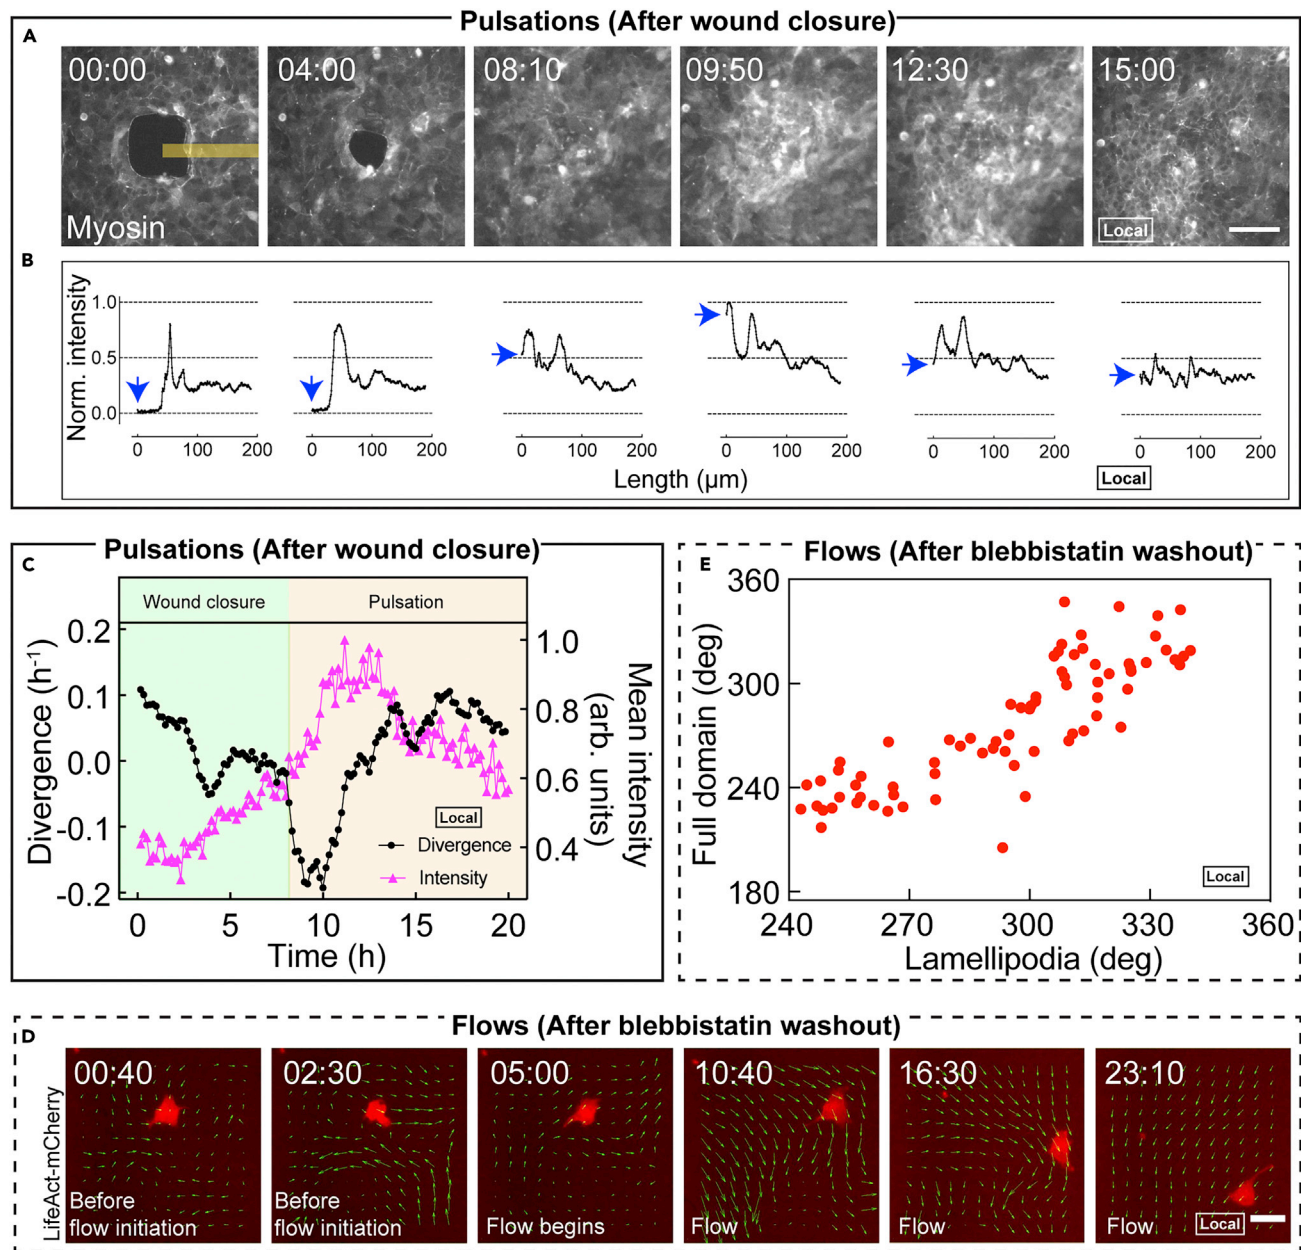 Pulsations (After wound closure)
A
00:00
04:00
08:10
09:50
12:30
15:00
Myosin
Local
B
Norm. intensity
1.0
0.5
0.0
0 100 200
0 100 200
0 100 200
0 100 200
0 100 200
0 100 200
Length (µm)
Local
Pulsations (After wound closure)
C
Wound closure
Pulsation
Divergence (h-1)
0.2
0.1
0.0
-0.1
-0.2
1.0
0.8
0.6
0.4
Mean intensity
(arb. units)
Local
Divergence
Intensity
0 5 10 15 20
Time (h)
Flows (After blebbistatin washout)
E
Full domain (deg)
360
300
240
180
Local
240 270 300 330 360
Lamellipodia (deg)
Flows (After blebbistatin washout)
D
LifeAct-mCherry
00:40
02:30
05:00
10:40
16:30
23:10
Before
flow initiation
Before
flow initiation
Flow begins
Flow
Flow
Flow
Local